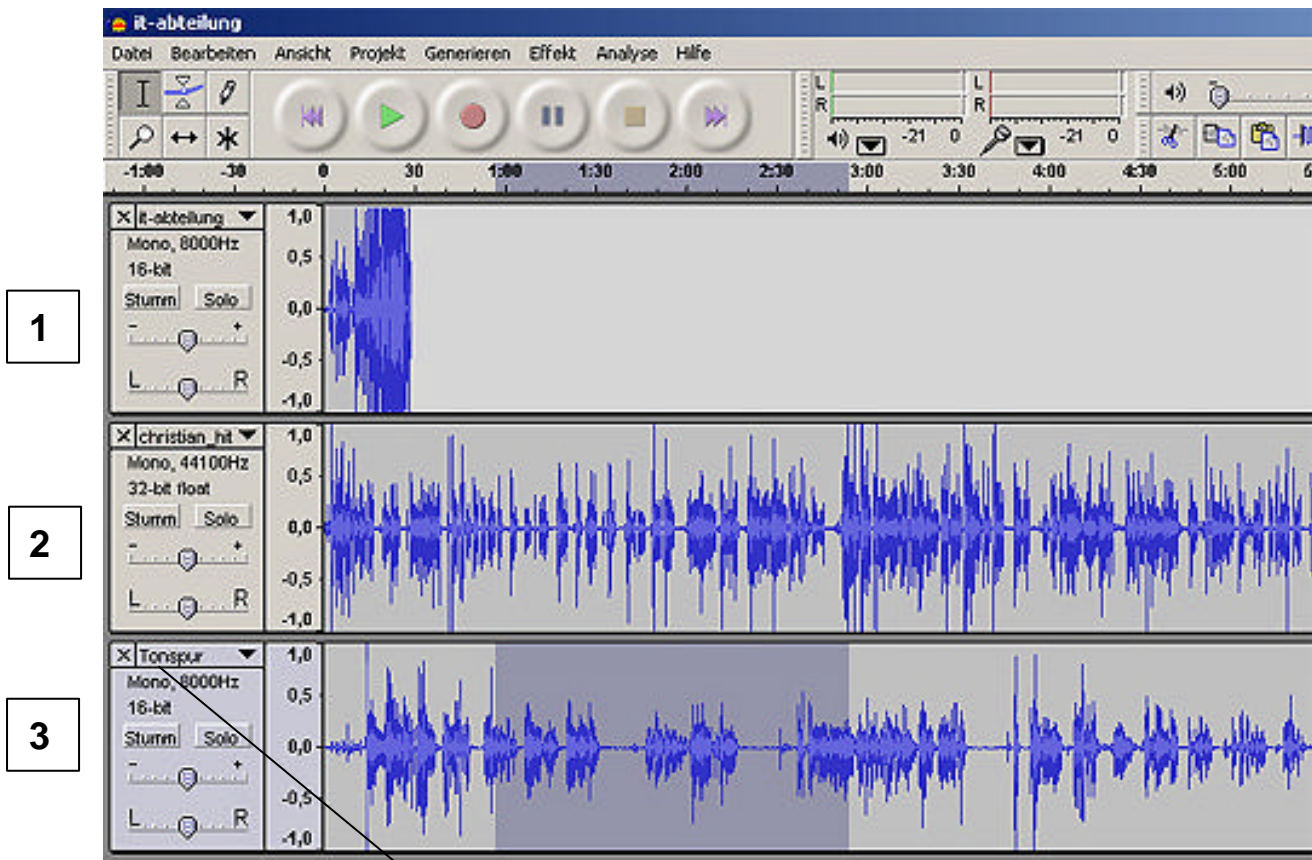 it-abteilung
Datei Bearbeiten Ansicht Projekt Generieren Effekt Analyse Hilfe
L L
R R
-21 0 -21 0
-1:00 -30 0 30 1:00 1:30 2:00 2:30 3:00 3:30 4:00 4:30 5:00
1
it-abteilung
Mono, 8000Hz
16-bit
Stumm Solo
- +
L R
1,0
0,5
0,0
-0,5
-1,0
2
christian_hit
Mono, 44100Hz
32-bit float
Stumm Solo
- +
L R
1,0
0,5
0,0
-0,5
-1,0
3
Tonspur
Mono, 8000Hz
16-bit
Stumm Solo
- +
L R
1,0
0,5
0,0
-0,5
-1,0